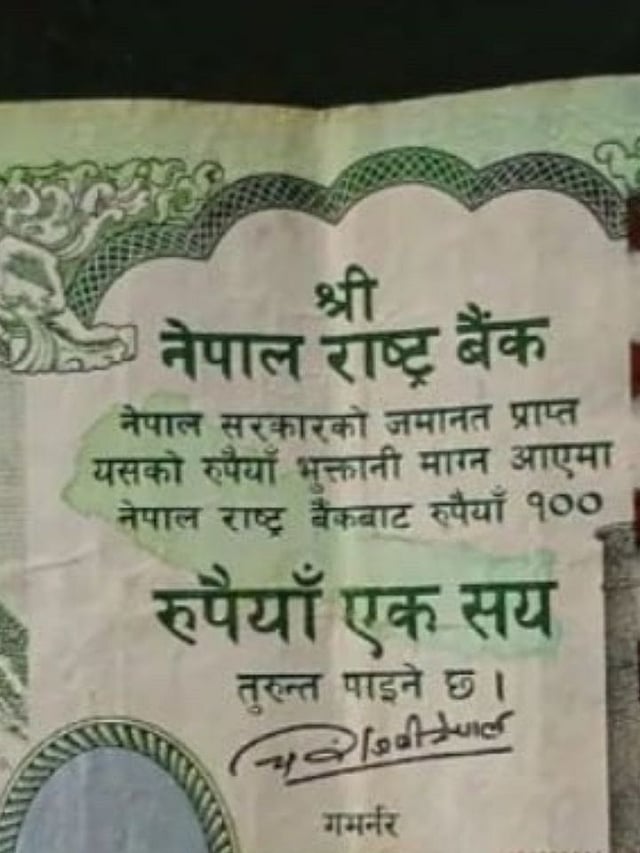 श्री
नेपाल राष्ट्र बैंक
नेपाल सरकारको जमानत प्राप्त
यसको रुपैयाँ भुक्तानी माग्न आएमा
नेपाल राष्ट्र बैंकबाट रुपैयाँ १००
रुपैयाँ एक सय
तुरुन्त पाइने छ ।
गभर्नर